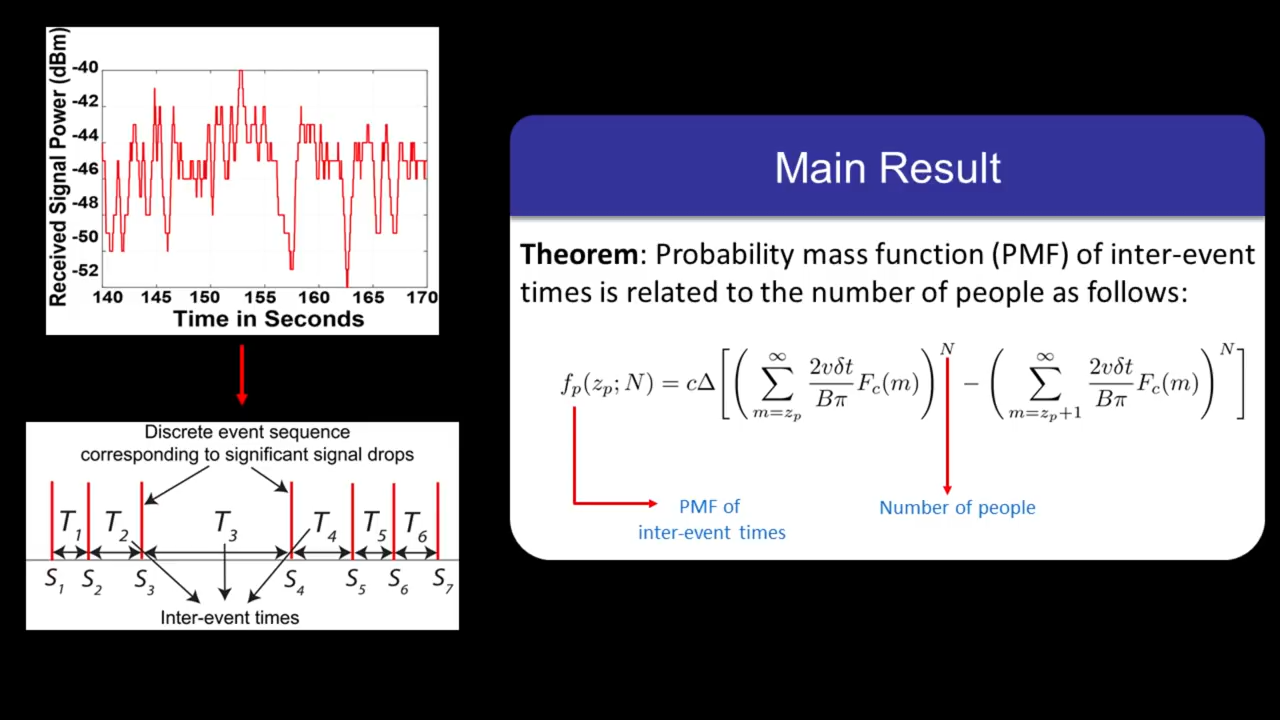 Received Signal Power (dBm)
-40
-42
-44
-46
-48
-50
-52
140 145 150 155 160 165 170
Time in Seconds
Discrete event sequence
corresponding to significant signal drops
T1 T2 T3 T4 T5 T6
S1 S2 S3 S4 S5 S6 S7
Inter-event times
Main Result
Theorem: Probability mass function (PMF) of inter-event
times is related to the number of people as follows:
f_p(z_p; N) = cΔ[(∑_{m=z_p}^{∞} \frac{2vδt}{Bπ} F_c(m))^N − (∑_{m=z_p+1}^{∞} \frac{2vδt}{Bπ} F_c(m))^N]
PMF of
inter-event times
Number of people